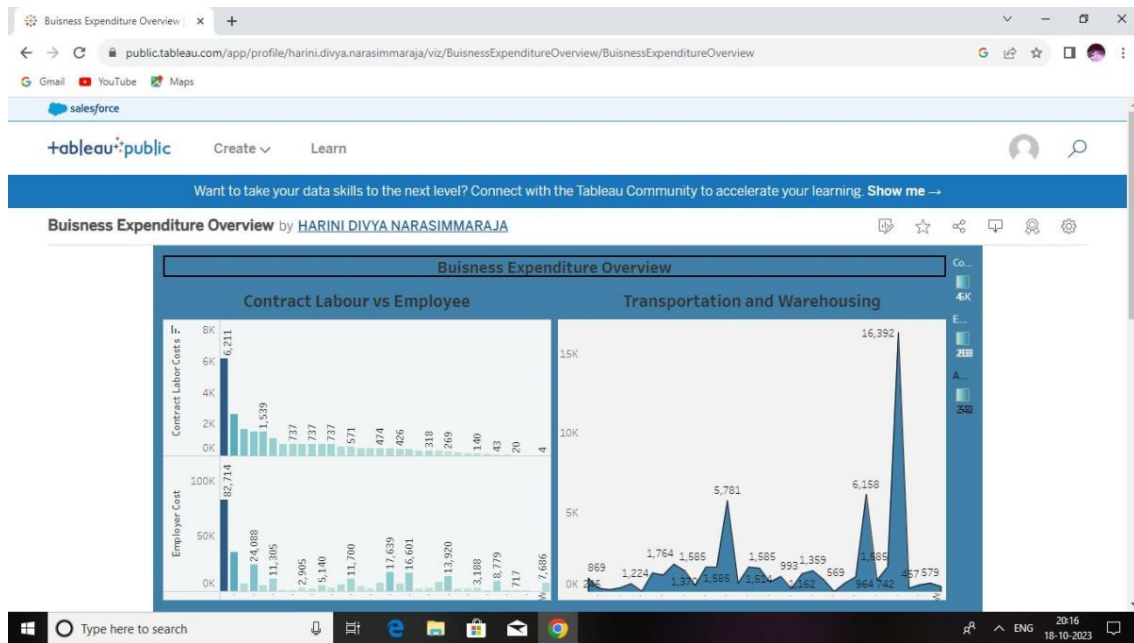 Buisness Expenditure Overview |
public.tableau.com/app/profile/harini.divya.narasimmaraja/viz/BuisnessExpenditureOverview/BuisnessExpenditureOverview
Gmail YouTube Maps
salesforce
+ableau public Create Learn
Want to take your data skills to the next level? Connect with the Tableau Community to accelerate your learning. Show me →
Buisness Expenditure Overview by HARINI DIVYA NARASIMMARAJA
Buisness Expenditure Overview
Contract Labour vs Employee
Contract Labor Costs
8K
6K
4K
2K
0K
6,211
1,539
737
737
737
571
474
426
318
269
140
43
20
4
Employer Cost
100K
50K
0K
82,714
24,088
11,305
2,905
5,140
11,700
17,639
16,601
13,920
3,188
8,779
717
7,686
Transportation and Warehousing
15K
10K
5K
0K
869
1,224
1,764
1,370
1,585
1,585
5,781
1,585
1,514
993
1,162
1,359
569
6,158
964
742
1,585
16,392
457
579
Co...
E...
A...
Type here to search
ENG
20:16
18-10-2023